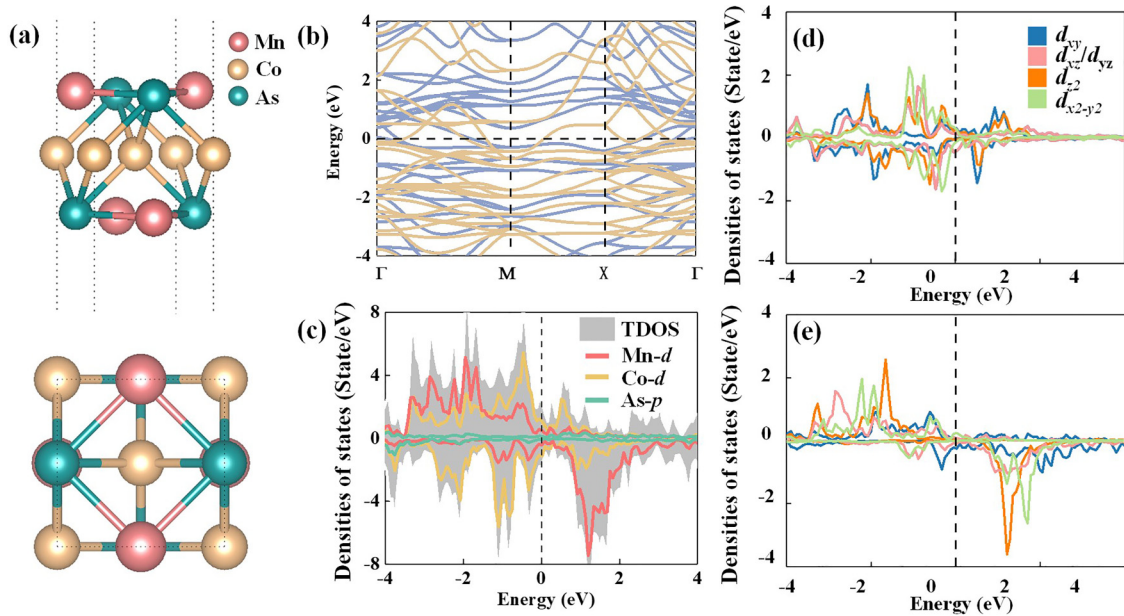 (a)
Mn
Co
As
(b)
Energy (eV)
4
2
0
-2
-4
Γ
M
X
Γ
(c)
Densities of states (State/eV)
8
4
0
-4
-8
TDOS
Mn-d
Co-d
As-p
-4
-2
0
2
4
Energy (eV)
(d)
Densities of states (State/eV)
4
2
0
-2
-4
dxy
dxz/dyz
dz2
dx2-y2
-4
-2
0
2
4
Energy (eV)
(e)
Densities of states (State/eV)
4
2
0
-2
-4
-4
-2
0
2
4
Energy (eV)